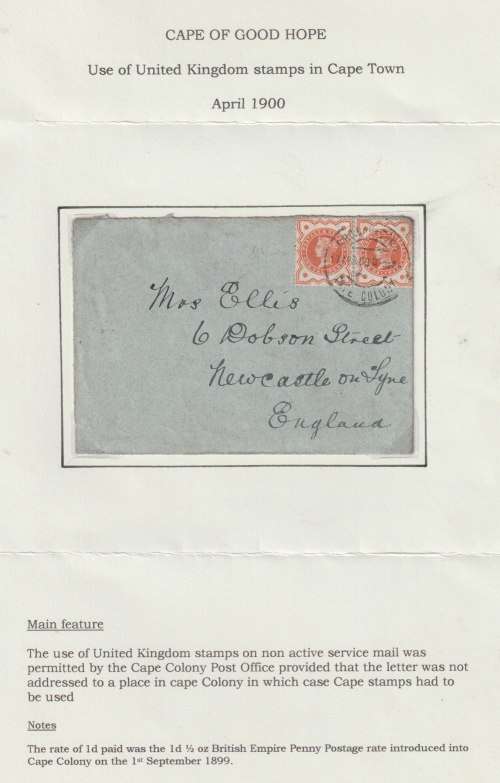 CAPE OF GOOD HOPE
Use of United Kingdom stamps in Cape Town
April 1900
Mrs Ellis
6 Dobson Street
Newcastle on Tyne
England
Main feature
The use of United Kingdom stamps on non active service mail was
permitted by the Cape Colony Post Office provided that the letter was not
addressed to a place in cape Colony in which case Cape stamps had to
be used
Notes
The rate of 1d paid was the 1d ½ oz British Empire Penny Postage rate introduced into
Cape Colony on the 1st September 1899.